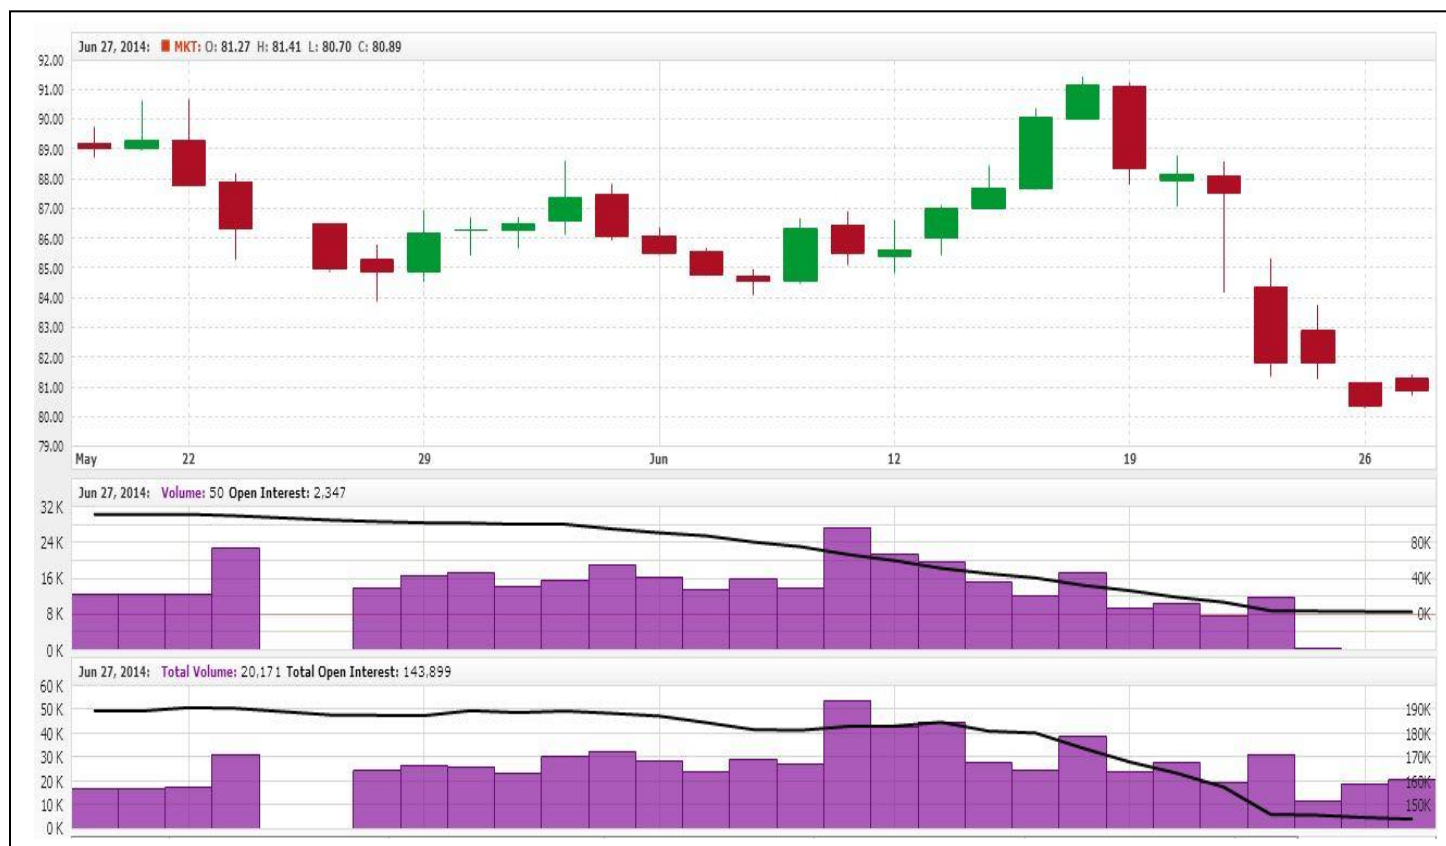 Jun 27, 2014: MKT: O: 81.27 H: 81.41 L: 80.70 C: 80.89
92.00
91.00
90.00
89.00
88.00
87.00
86.00
85.00
84.00
83.00
82.00
81.00
80.00
79.00
May 22 29 Jun 12 19 26
Jun 27, 2014: Volume: 50 Open Interest: 2,347
32 K
24 K 80K
16 K 40K
8 K 0K
0 K
Jun 27, 2014: Total Volume: 20,171 Total Open Interest: 143,899
60 K
50 K 190K
40 K 180K
30 K 170K
20 K 160K
10 K 150K
0 K